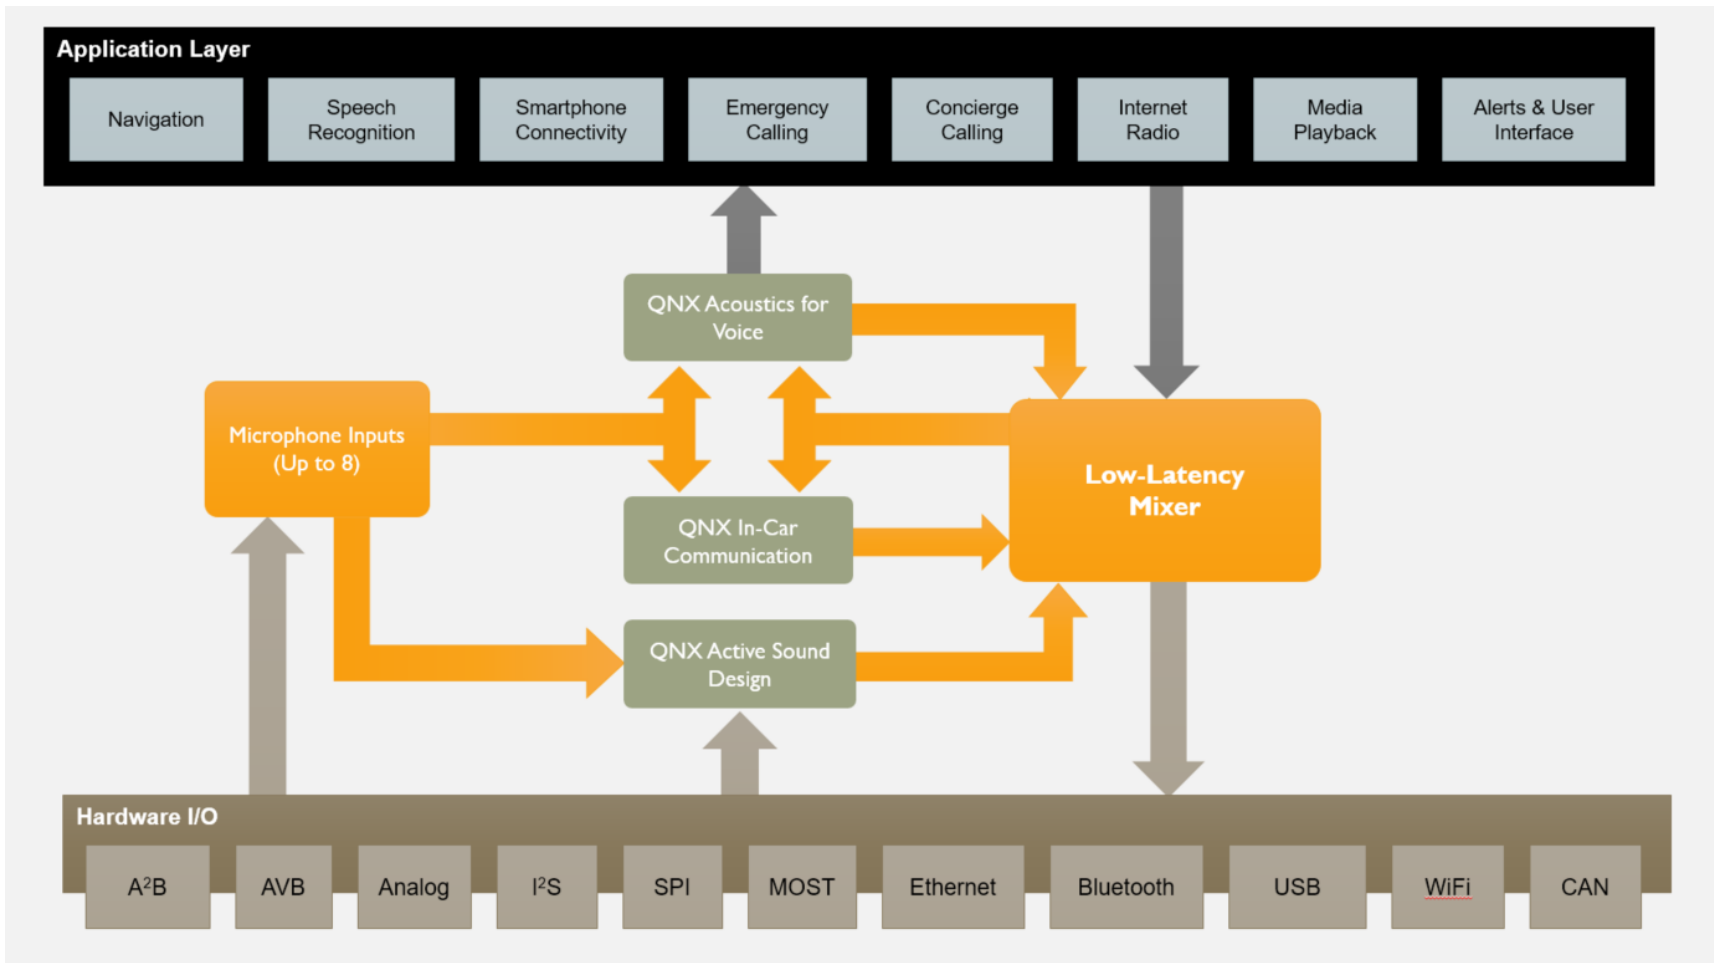 Application Layer
Navigation
Speech
Recognition
Smartphone
Connectivity
Emergency
Calling
Concierge
Calling
Internet
Radio
Media
Playback
Alerts & User
Interface
QNX Acoustics for
Voice
Microphone Inputs
(Up to 8)
Low-Latency
Mixer
QNX In-Car
Communication
QNX Active Sound
Design
Hardware I/O
A²B
AVB
Analog
I²S
SPI
MOST
Ethernet
Bluetooth
USB
WiFi
CAN